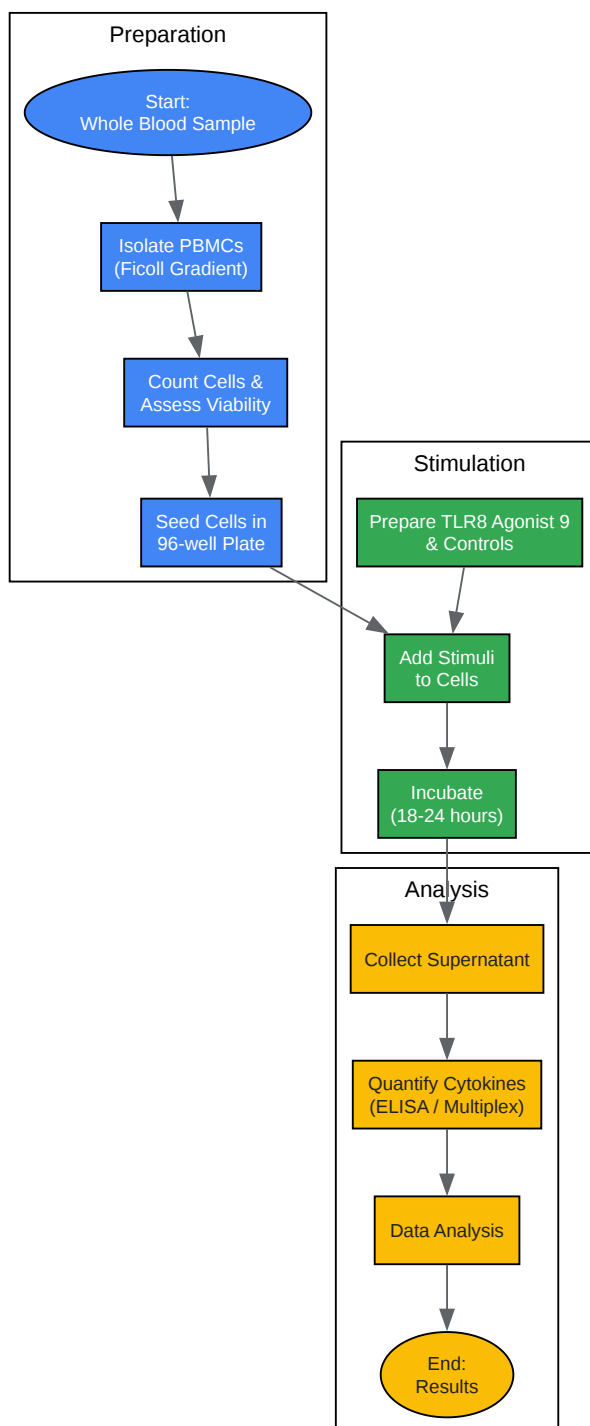 Preparation
Start:
Whole Blood Sample
Isolate PBMCs
(Ficoll Gradient)
Count Cells &
Assess Viability
Seed Cells in
96-well Plate
Stimulation
Prepare TLR8 Agonist 9
& Controls
Add Stimuli
to Cells
Incubate
(18-24 hours)
Analysis
Collect Supernatant
Quantify Cytokines
(ELISA / Multiplex)
Data Analysis
End:
Results